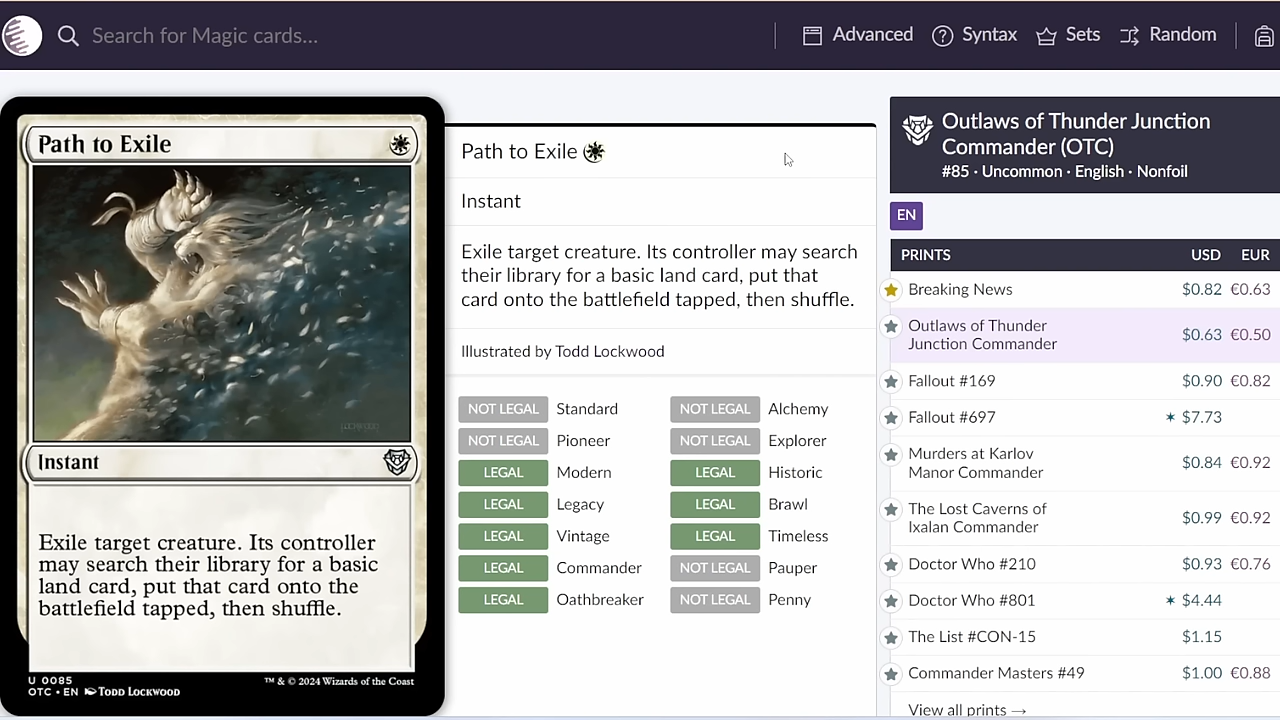 Search for Magic cards...
Advanced
Syntax
Sets
Random
Path to Exile
Instant
Exile target creature. Its controller
may search their library for a basic
land card, put that card onto the
battlefield tapped, then shuffle.
U 0085
OTC • EN Todd Lockwood
™ & © 2024 Wizards of the Coast
Path to Exile
Instant
Exile target creature. Its controller may search
their library for a basic land card, put that
card onto the battlefield tapped, then shuffle.
Illustrated by Todd Lockwood
NOT LEGAL Standard NOT LEGAL Alchemy
NOT LEGAL Pioneer NOT LEGAL Explorer
LEGAL Modern LEGAL Historic
LEGAL Legacy LEGAL Brawl
LEGAL Vintage LEGAL Timeless
LEGAL Commander NOT LEGAL Pauper
LEGAL Oathbreaker NOT LEGAL Penny
Outlaws of Thunder Junction
Commander (OTC)
#85 · Uncommon · English · Nonfoil
EN
PRINTS USD EUR
Breaking News $0.82 €0.63
Outlaws of Thunder
Junction Commander $0.63 €0.50
Fallout #169 $0.90 €0.82
Fallout #697 ✶ $7.73
Murders at Karlov
Manor Commander $0.84 €0.92
The Lost Caverns of
Ixalan Commander $0.99 €0.92
Doctor Who #210 $0.93 €0.76
Doctor Who #801 ✶ $4.44
The List #CON-15 $1.15
Commander Masters #49 $1.00 €0.88
View all prints →